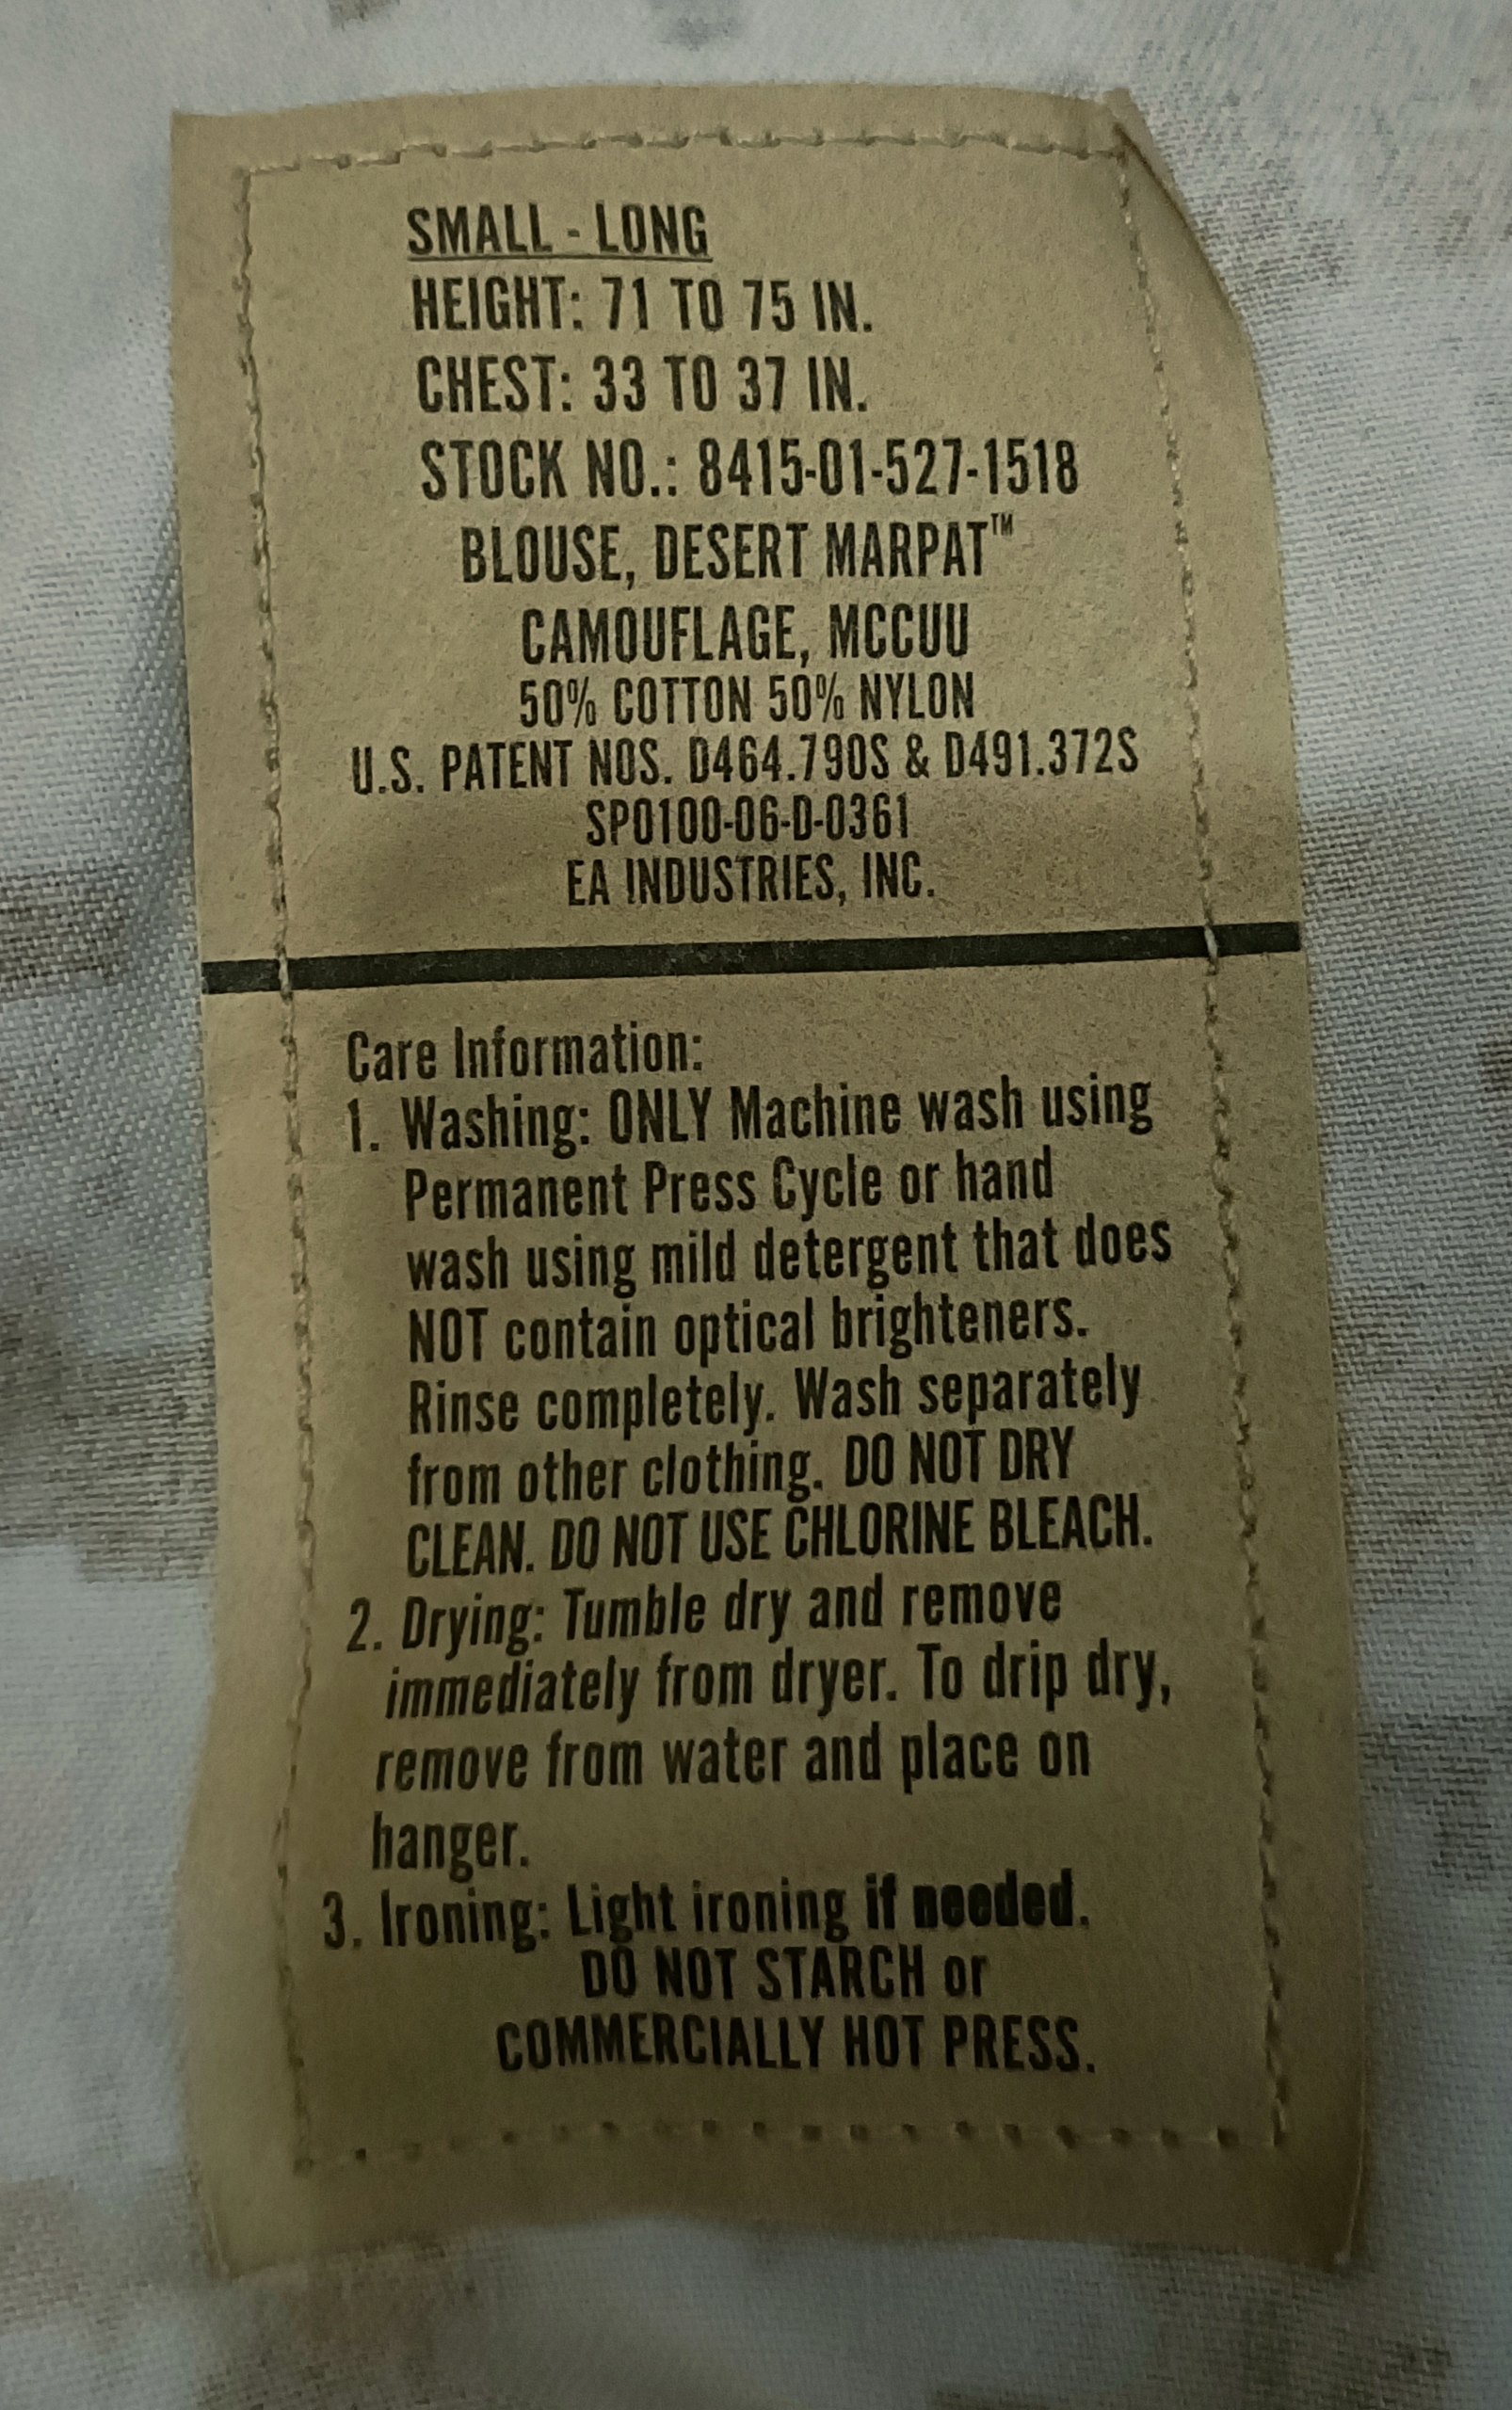 SMALL - LONG
HEIGHT: 71 TO 75 IN.
CHEST: 33 TO 37 IN.
STOCK NO.: 8415-01-527-1518
BLOUSE, DESERT MARPAT™
CAMOUFLAGE, MCCUU
50% COTTON 50% NYLON
U.S. PATENT NOS. D464.790S & D491.372S
SP0100-06-D-0361
EA INDUSTRIES, INC.
Care Information:
1. Washing: ONLY Machine wash using
Permanent Press Cycle or hand
wash using mild detergent that does
NOT contain optical brighteners.
Rinse completely. Wash separately
from other clothing. DO NOT DRY
CLEAN. DO NOT USE CHLORINE BLEACH.
2. Drying: Tumble dry and remove
immediately from dryer. To drip dry,
remove from water and place on
hanger.
3. Ironing: Light ironing if needed.
DO NOT STARCH or
COMMERCIALLY HOT PRESS.